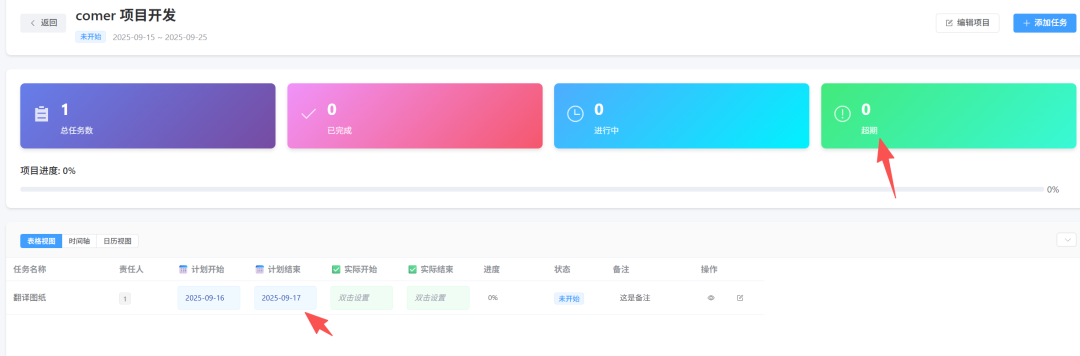 返回
comer 项目开发
未开始 2025-09-15 ~ 2025-09-25
编辑项目
添加任务
1
总任务数
0
已完成
0
进行中
0
超期
项目进度: 0%
0%
表格视图 时间轴 日历视图
任务名称 责任人 计划开始 计划结束 实际开始 实际结束 进度 状态 备注 操作
翻译图纸 1 2025-09-16 2025-09-17 双击设置 双击设置 0% 未开始 这是备注